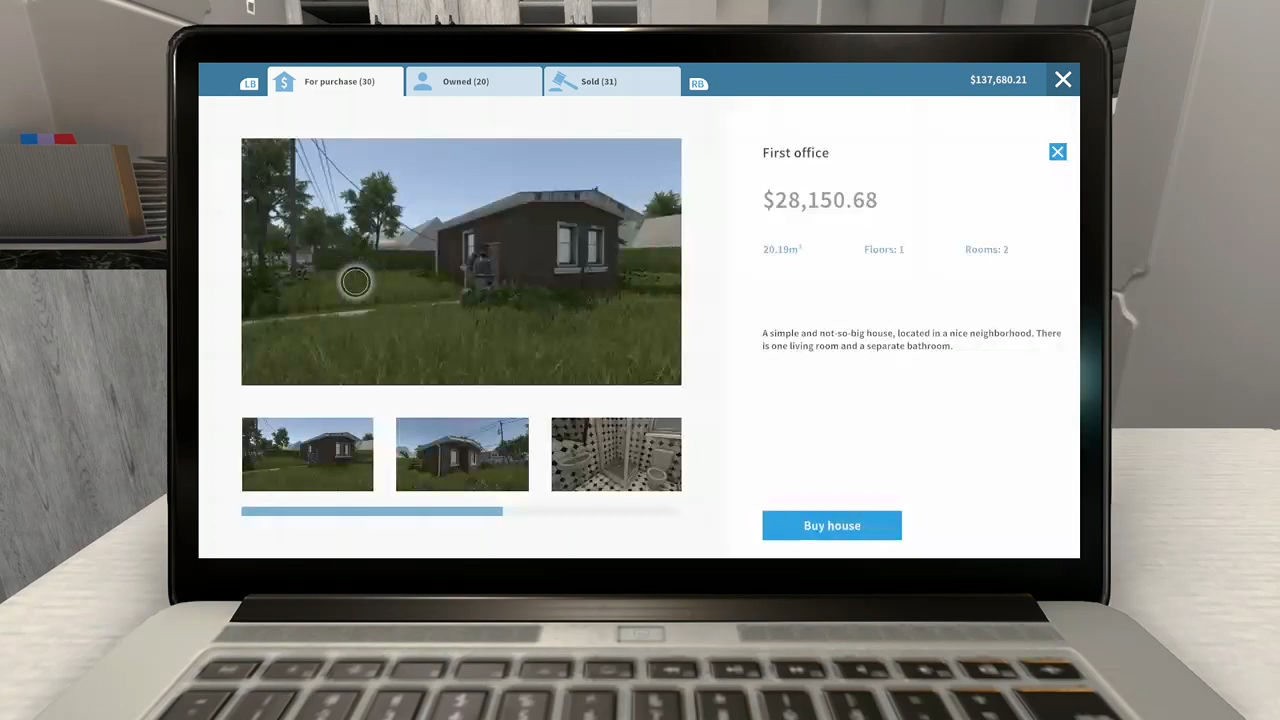 LB
For purchase (30)
Owned (20)
Sold (31)
RB
$137,680.21
First office
$28,150.68
20.19m²
Floors: 1
Rooms: 2
A simple and not-so-big house, located in a nice neighborhood. There
is one living room and a separate bathroom.
Buy house